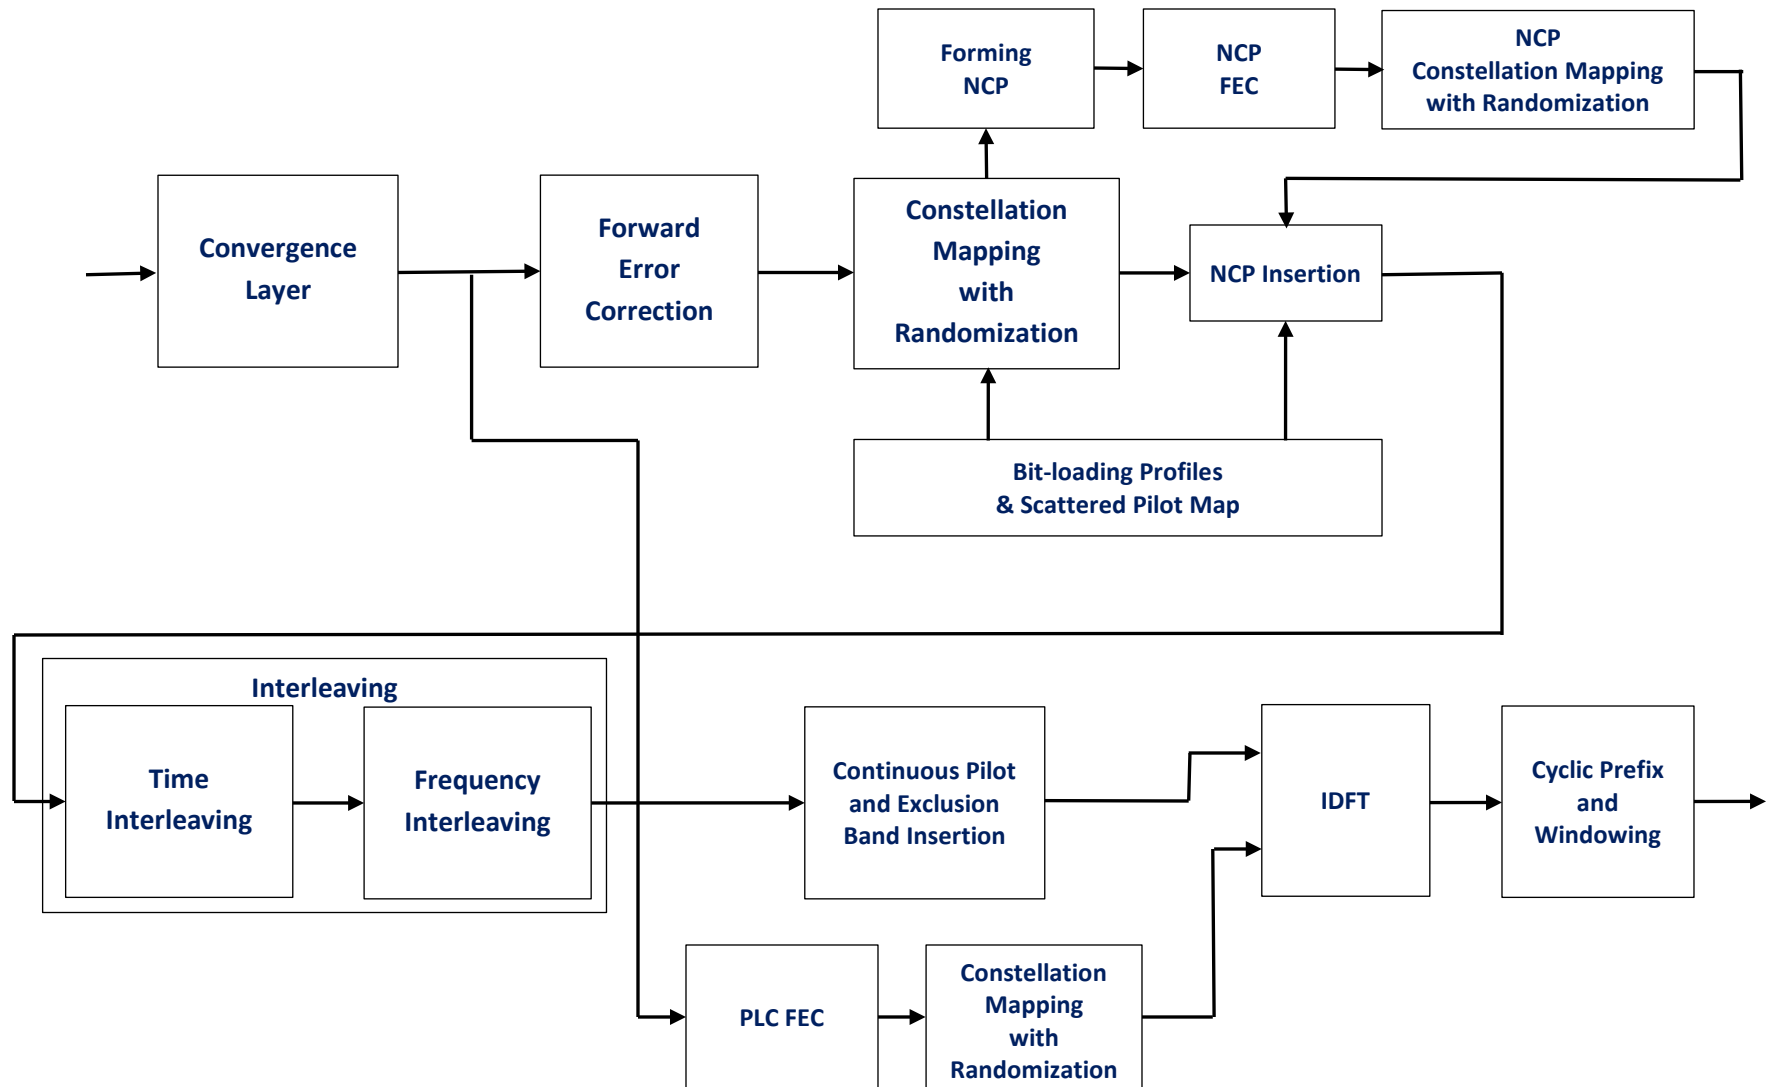 Forming
NCP
NCP
FEC
NCP
Constellation Mapping
with Randomization
Convergence
Layer
Forward
Error
Correction
Constellation
Mapping
with
Randomization
NCP Insertion
Bit-loading Profiles
& Scattered Pilot Map
Interleaving
Time
Interleaving
Frequency
Interleaving
Continuous Pilot
and Exclusion
Band Insertion
IDFT
Cyclic Prefix
and
Windowing
PLC FEC
Constellation
Mapping
with
Randomization